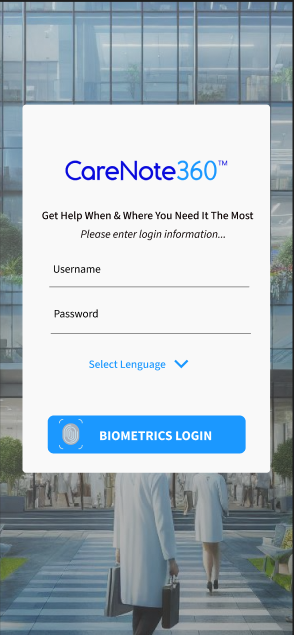 CareNote360™
Get Help When & Where You Need It The Most
Please enter login information...
Username
Password
Select Lenguage
BIOMETRICS LOGIN